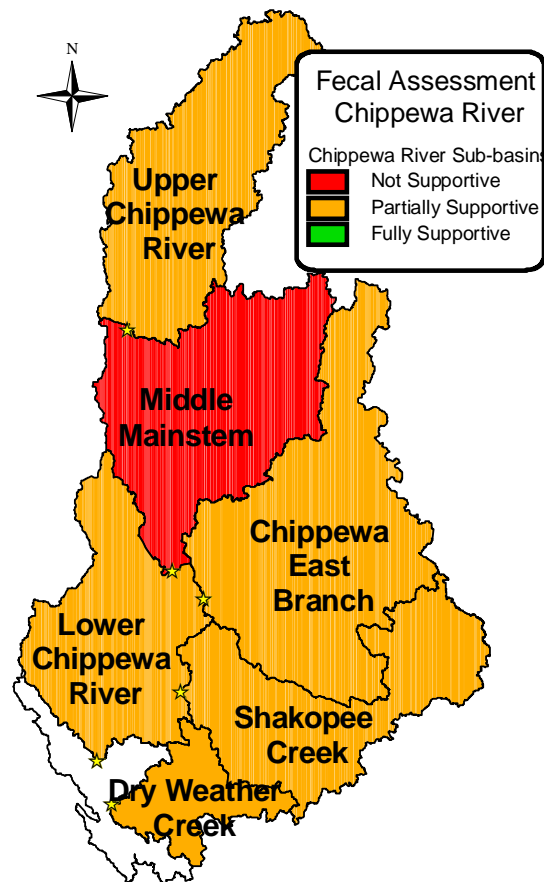 N
Fecal Assessment
Chippewa River
Chippewa River Sub-basins
Not Supportive
Partially Supportive
Fully Supportive
Upper
Chippewa
River
Middle
Mainstem
Chippewa
East
Branch
Lower
Chippewa
River
Shakopee
Creek
Dry Weather
Creek